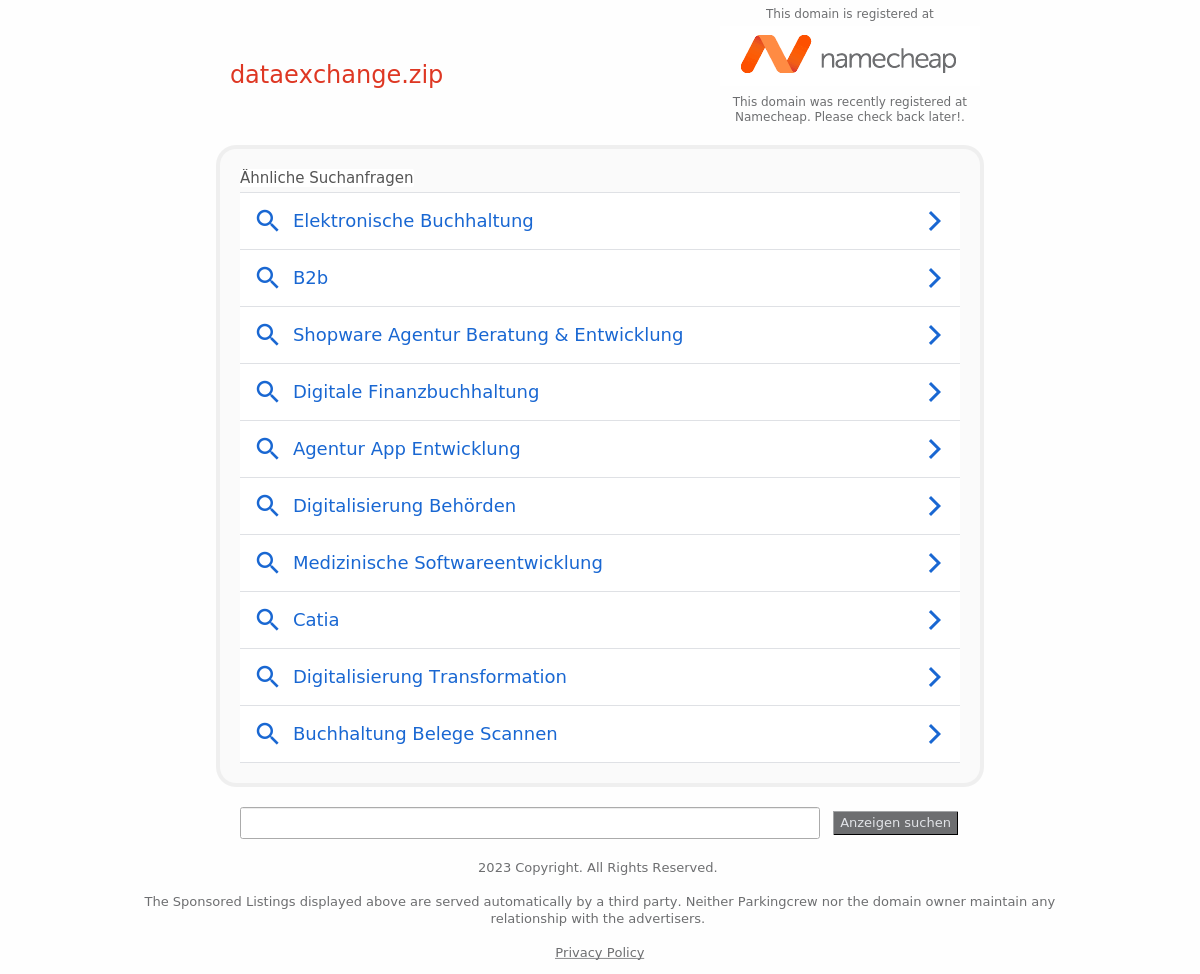 This domain is registered at
namecheap
dataexchange.zip
This domain was recently registered at
Namecheap. Please check back later!.
Ähnliche Suchanfragen
Elektronische Buchhaltung
B2b
Shopware Agentur Beratung & Entwicklung
Digitale Finanzbuchhaltung
Agentur App Entwicklung
Digitalisierung Behörden
Medizinische Softwareentwicklung
Catia
Digitalisierung Transformation
Buchhaltung Belege Scannen
Anzeigen suchen
2023 Copyright. All Rights Reserved.
The Sponsored Listings displayed above are served automatically by a third party. Neither Parkingcrew nor the domain owner maintain any
relationship with the advertisers.
Privacy Policy